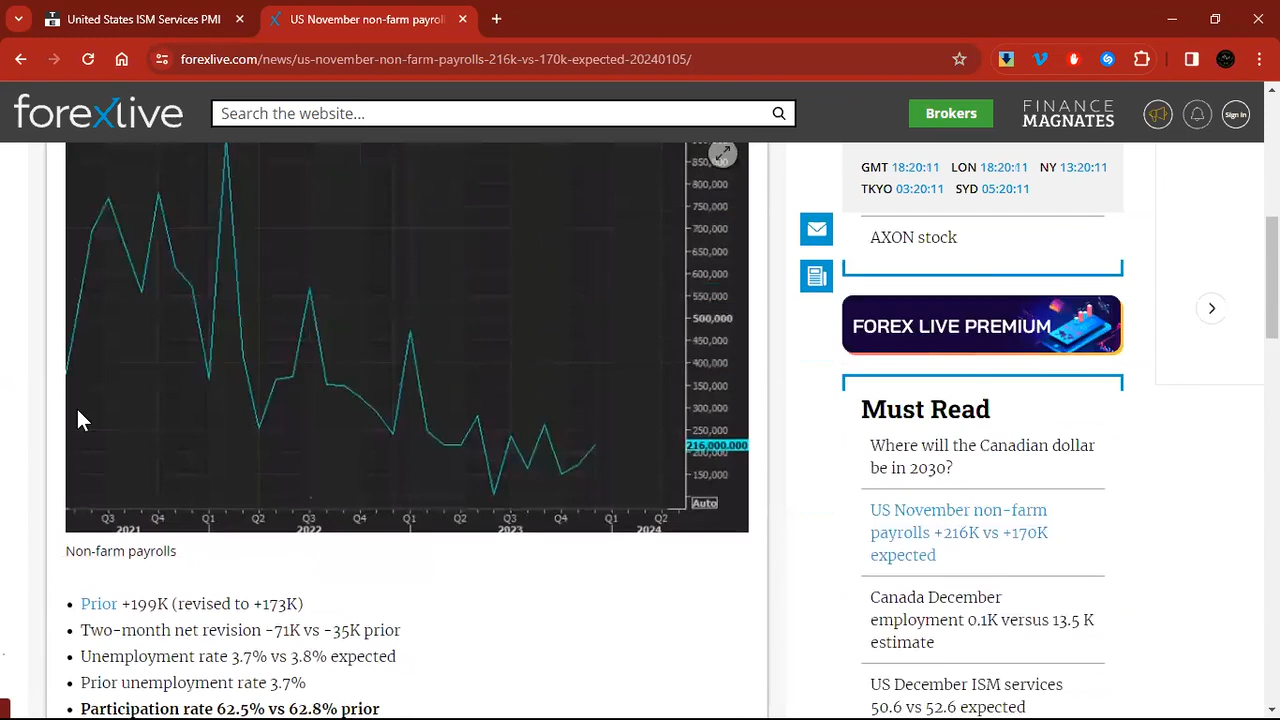 United States ISM Services PMI
US November non-farm payroll
forexlive.com/news/us-november-non-farm-payrolls-216k-vs-170k-expected-20240105/
forexlive
Search the website...
Brokers
FINANCE
MAGNATES
Sign in
GMT 18:20:11 LON 18:20:11 NY 13:20:11
TKYO 03:20:11 SYD 05:20:11
AXON stock
FOREX LIVE PREMIUM
Must Read
Where will the Canadian dollar
be in 2030?
US November non-farm
payrolls +216K vs +170K
expected
Canada December
employment 0.1K versus 13.5 K
estimate
US December ISM services
50.6 vs 52.6 expected
850,000
800,000
750,000
700,000
650,000
600,000
550,000
500,000
450,000
400,000
350,000
300,000
250,000
216.000.000
200,000
150,000
Auto
Q3 Q4 Q1 Q2 Q3 Q4 Q1 Q2 Q3 Q4 Q1 Q2
2021 2022 2023 2024
Non-farm payrolls
• Prior +199K (revised to +173K)
• Two-month net revision -71K vs -35K prior
• Unemployment rate 3.7% vs 3.8% expected
• Prior unemployment rate 3.7%
• Participation rate 62.5% vs 62.8% prior